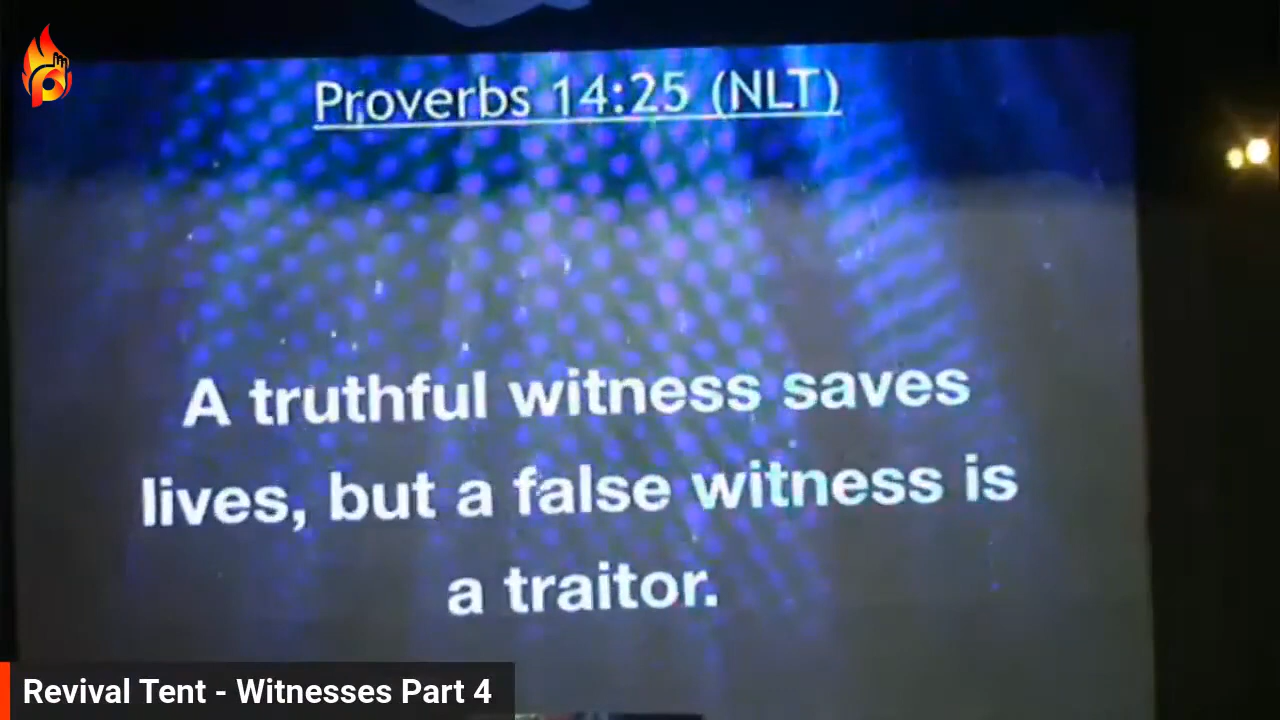 Proverbs 14:25 (NLT)
A truthful witness saves
lives, but a false witness is
a traitor.
Revival Tent - Witnesses Part 4